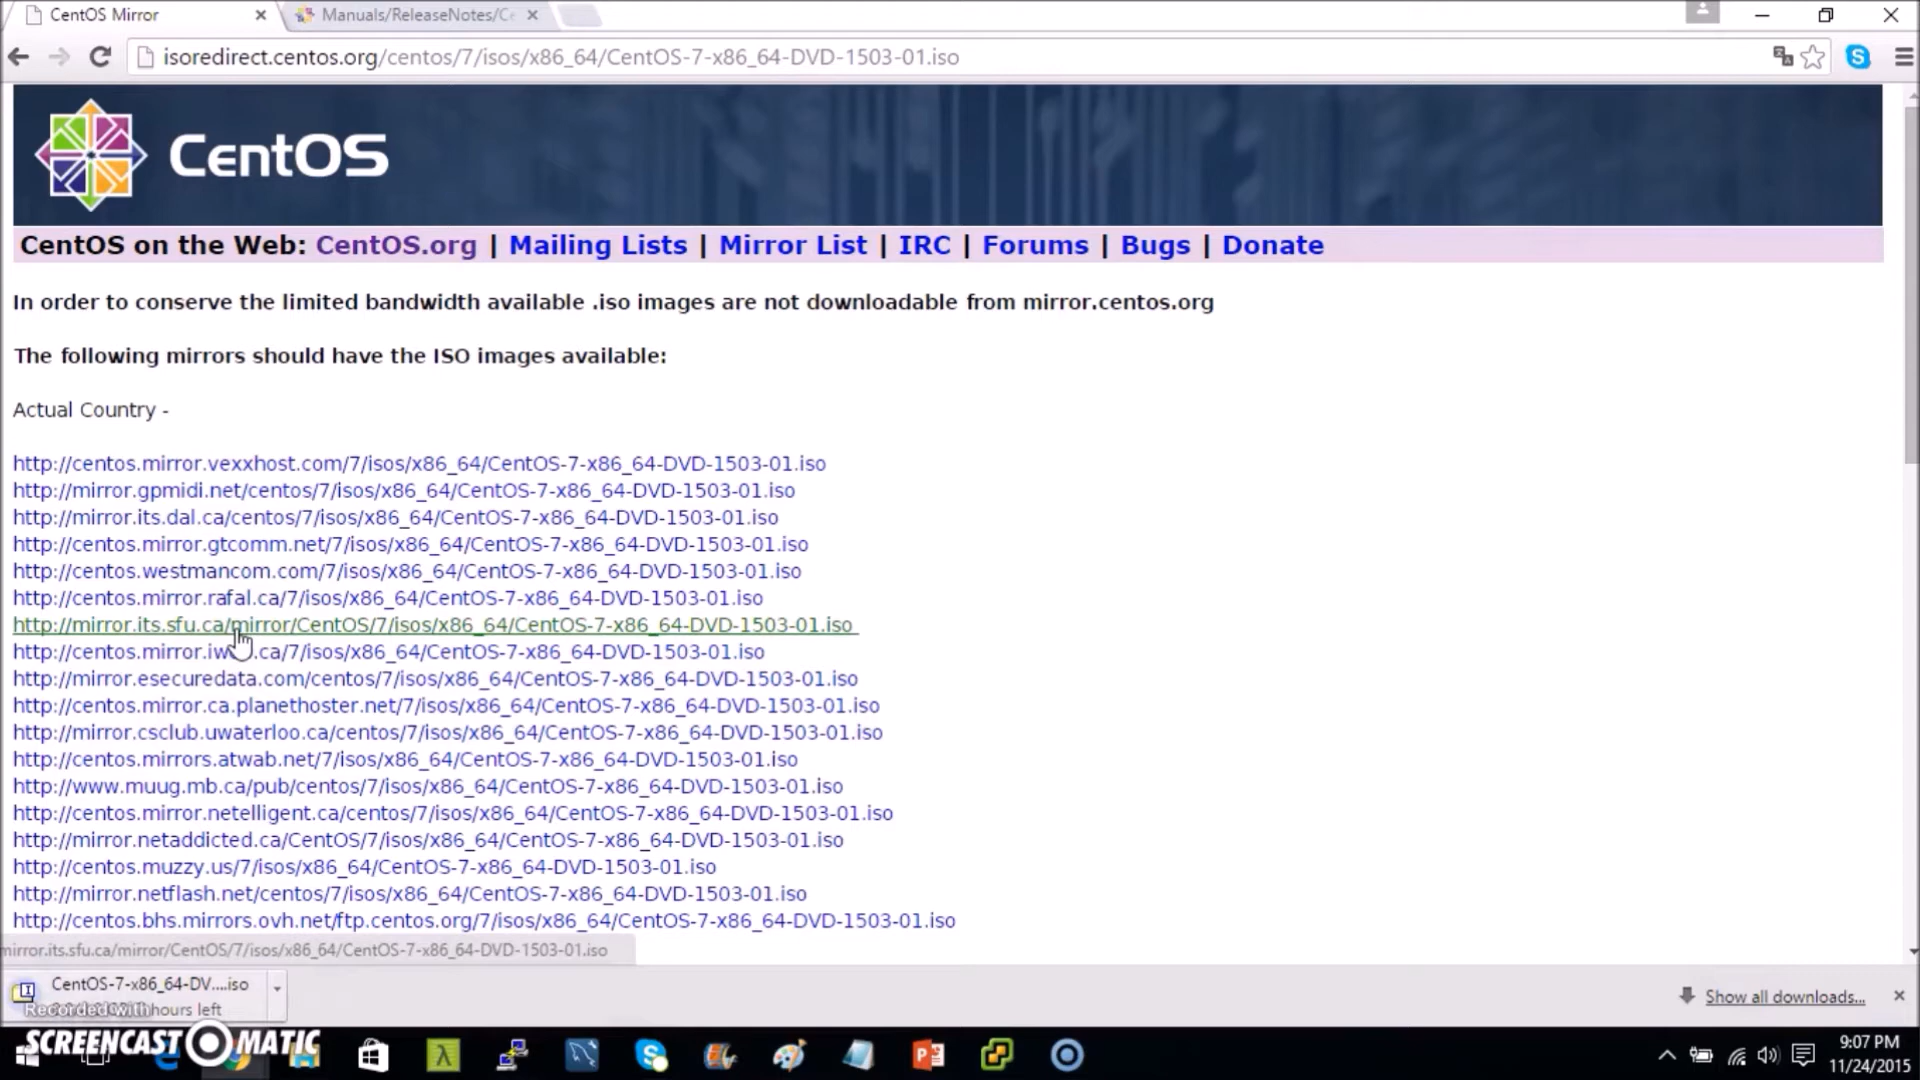 CentOS Mirror
Manuals/ReleaseNotes/Ce
isoredirect.centos.org/centos/7/isos/x86_64/CentOS-7-x86_64-DVD-1503-01.iso
CentOS
CentOS on the Web: CentOS.org | Mailing Lists | Mirror List | IRC | Forums | Bugs | Donate
In order to conserve the limited bandwidth available .iso images are not downloadable from mirror.centos.org
The following mirrors should have the ISO images available:
Actual Country -
http://centos.mirror.vexxhost.com/7/isos/x86_64/CentOS-7-x86_64-DVD-1503-01.iso
http://mirror.gpmidi.net/centos/7/isos/x86_64/CentOS-7-x86_64-DVD-1503-01.iso
http://mirror.its.dal.ca/centos/7/isos/x86_64/CentOS-7-x86_64-DVD-1503-01.iso
http://centos.mirror.gtcomm.net/7/isos/x86_64/CentOS-7-x86_64-DVD-1503-01.iso
http://centos.westmancom.com/7/isos/x86_64/CentOS-7-x86_64-DVD-1503-01.iso
http://centos.mirror.rafal.ca/7/isos/x86_64/CentOS-7-x86_64-DVD-1503-01.iso
http://mirror.its.sfu.ca/mirror/CentOS/7/isos/x86_64/CentOS-7-x86_64-DVD-1503-01.iso
.ca/7/isos/x86_64/CentOS-7-x86_64-DVD-1503-01.iso
http://mirror.esecuredata.com/centos/7/isos/x86_64/CentOS-7-x86_64-DVD-1503-01.iso
http://centos.mirror.ca.planethoster.net/7/isos/x86_64/CentOS-7-x86_64-DVD-1503-01.iso
http://mirror.csclub.uwaterloo.ca/centos/7/isos/x86_64/CentOS-7-x86_64-DVD-1503-01.iso
http://centos.mirrors.atwab.net/7/isos/x86_64/CentOS-7-x86_64-DVD-1503-01.iso
http://www.muug.mb.ca/pub/centos/7/isos/x86_64/CentOS-7-x86_64-DVD-1503-01.iso
http://centos.mirror.netelligent.ca/centos/7/isos/x86_64/CentOS-7-x86_64-DVD-1503-01.iso
http://mirror.netaddicted.ca/CentOS/7/isos/x86_64/CentOS-7-x86_64-DVD-1503-01.iso
http://centos.muzzy.us/7/isos/x86_64/CentOS-7-x86_64-DVD-1503-01.iso
http://mirror.netflash.net/centos/7/isos/x86_64/CentOS-7-x86_64-DVD-1503-01.iso
http://centos.bhs.mirrors.ovh.net/ftp.centos.org/7/isos/x86_64/CentOS-7-x86_64-DVD-1503-01.iso
mirror.its.sfu.ca/mirror/CentOS/7/isos/x86_64/CentOS-7-x86_64-DVD-1503-01.iso
CentOS-7-x86_64-DV....iso
hours left
Show all downloads...
Recorded with
SCREENCAST MATIC
9:07 PM
11/24/2015